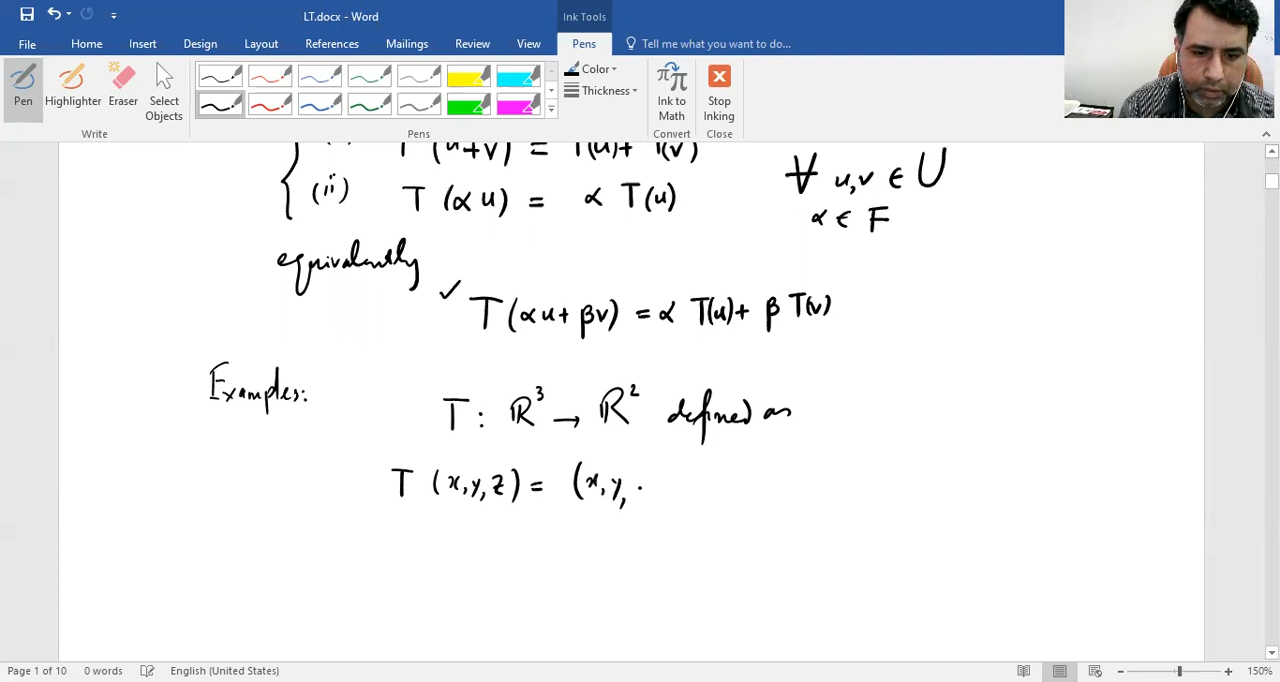 LT.docx - Word
Ink Tools
File Home Insert Design Layout References Mailings Review View Pens Tell me what you want to do...
Pen Highlighter Eraser Select Objects
Color
Thickness
Ink to Math
Stop Inking
Write Pens Convert Close
T (u+v) = T(u)+ T(v)
(ii) T (αu) = α T(u)
∀ u,v ∈ U
α ∈ F
equivalently
✓ T(αu+ βv) = α T(u)+ β T(v)
Examples: T : ℝ³ → ℝ² defined as
T (x,y,z) = (x,y,
Page 1 of 10 0 words English (United States) 150%